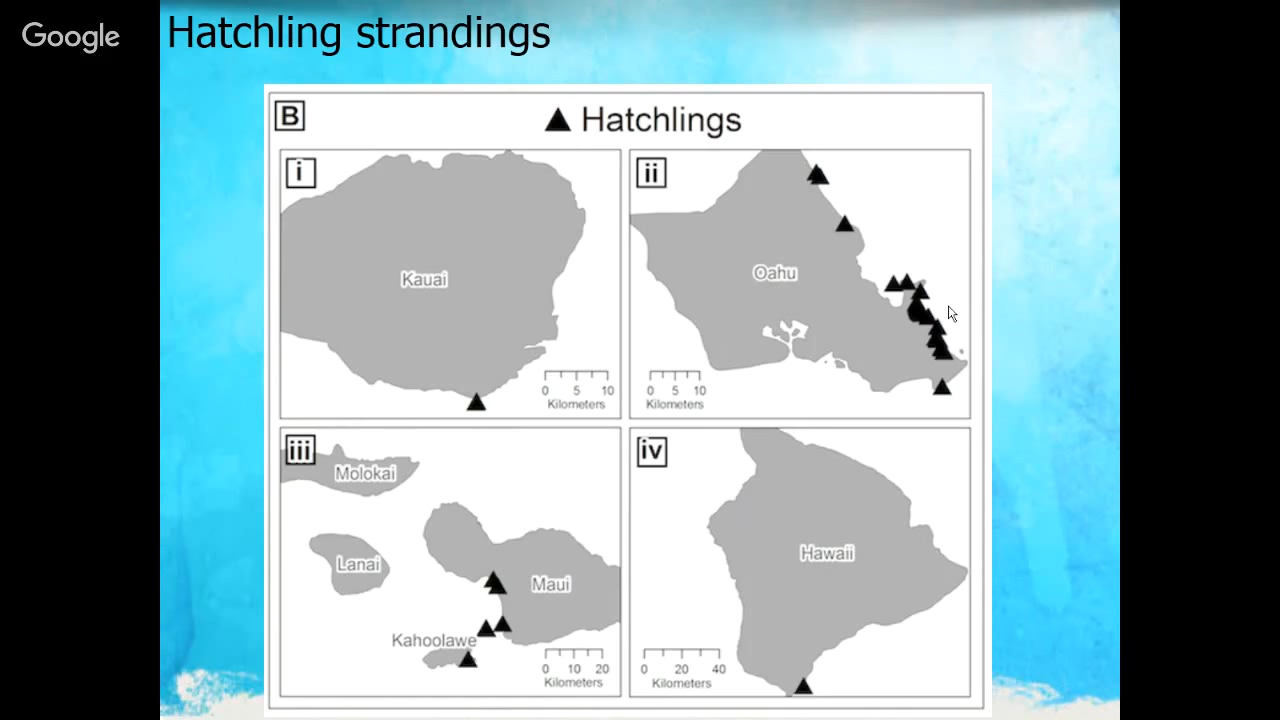 Google
Hatchling strandings
B
▲ Hatchlings
i
Kauai
0 5 10
Kilometers
ii
Oahu
0 5 10
Kilometers
iii
Molokai
Lanai
Maui
Kahoolawe
0 10 20
Kilometers
iv
Hawaii
0 20 40
Kilometers